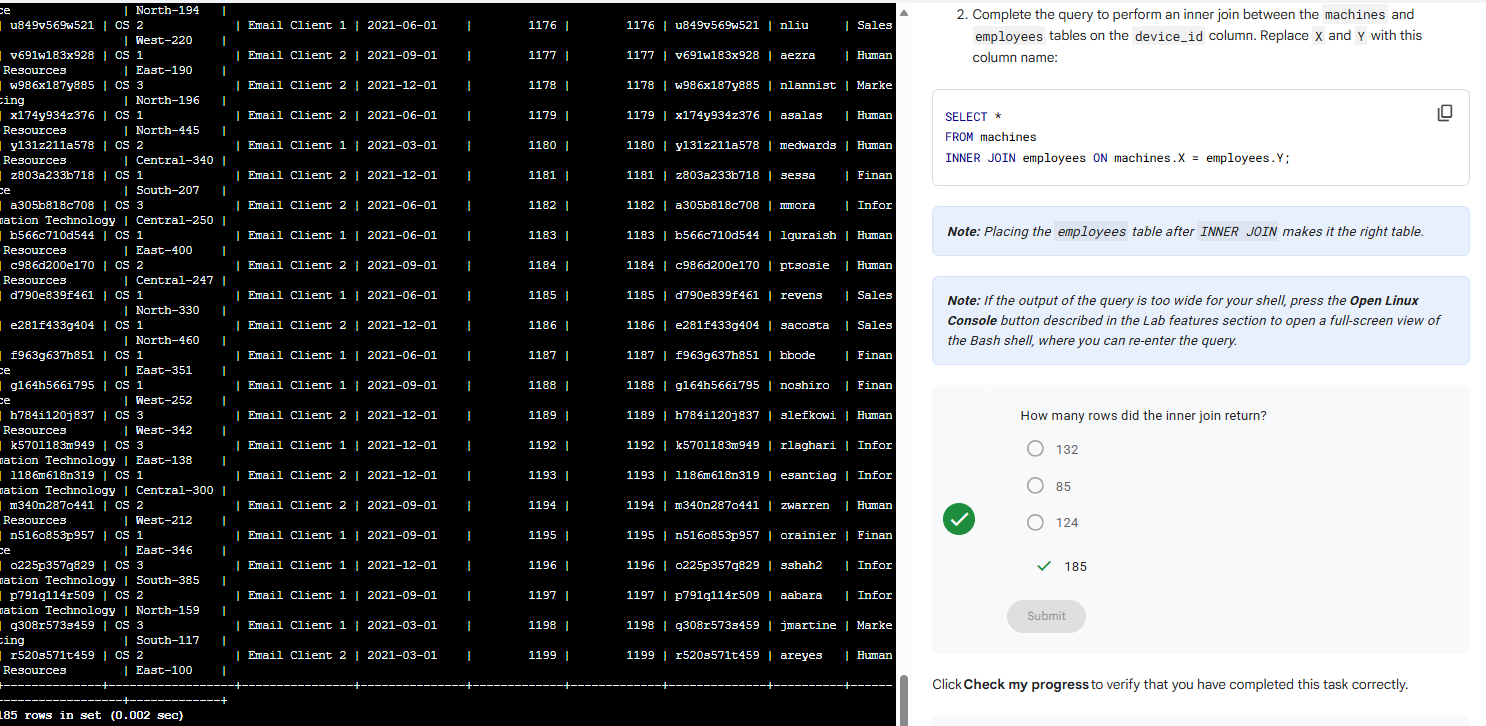 ce | North-194 |
| u849v569w521 | OS 2 | Email Client 1 | 2021-06-01 | 1176 | 1176 | u849v569w521 | nliu | Sales
| West-220 |
| v691w183x928 | OS 1 | Email Client 1 | 2021-09-01 | 1177 | 1177 | v691w183x928 | aezra | Human
Resources | East-190 |
| w986x187y885 | OS 3 | Email Client 2 | 2021-12-01 | 1178 | 1178 | w986x187y885 | nlannist | Marke
ting | North-196 |
| x174y934z376 | OS 1 | Email Client 2 | 2021-06-01 | 1179 | 1179 | x174y934z376 | asalas | Human
Resources | North-445 |
| y131z211a578 | OS 2 | Email Client 1 | 2021-03-01 | 1180 | 1180 | y131z211a578 | medwards | Human
Resources | Central-340 |
| z803a233b718 | OS 1 | Email Client 2 | 2021-12-01 | 1181 | 1181 | z803a233b718 | sessa | Finan
ce | South-207 |
| a305b818c708 | OS 3 | Email Client 2 | 2021-06-01 | 1182 | 1182 | a305b818c708 | mmora | Infor
mation Technology | Central-250 |
| b566c710d544 | OS 1 | Email Client 1 | 2021-06-01 | 1183 | 1183 | b566c710d544 | lquraish | Human
Resources | East-400 |
| c986d200e170 | OS 2 | Email Client 2 | 2021-09-01 | 1184 | 1184 | c986d200e170 | ptsosie | Human
Resources | Central-247 |
| d790e839f461 | OS 1 | Email Client 1 | 2021-06-01 | 1185 | 1185 | d790e839f461 | revens | Sales
| North-330 |
| e281f433g404 | OS 1 | Email Client 2 | 2021-12-01 | 1186 | 1186 | e281f433g404 | sacosta | Sales
| North-460 |
| f963g637h851 | OS 1 | Email Client 1 | 2021-06-01 | 1187 | 1187 | f963g637h851 | bbode | Finan
ce | East-351 |
| g164h566i795 | OS 1 | Email Client 1 | 2021-09-01 | 1188 | 1188 | g164h566i795 | noshiro | Finan
ce | West-252 |
| h784i120j837 | OS 3 | Email Client 2 | 2021-12-01 | 1189 | 1189 | h784i120j837 | slefkowi | Human
Resources | West-342 |
| k570l183m949 | OS 3 | Email Client 1 | 2021-12-01 | 1192 | 1192 | k570l183m949 | rlaghari | Infor
mation Technology | East-138 |
| l186m618n319 | OS 1 | Email Client 2 | 2021-12-01 | 1193 | 1193 | l186m618n319 | esantiag | Infor
mation Technology | Central-300 |
| m340n287o441 | OS 2 | Email Client 2 | 2021-09-01 | 1194 | 1194 | m340n287o441 | zwarren | Human
Resources | West-212 |
| n516o853p957 | OS 1 | Email Client 1 | 2021-09-01 | 1195 | 1195 | n516o853p957 | orainier | Finan
ce | East-346 |
| o225p357q829 | OS 3 | Email Client 1 | 2021-12-01 | 1196 | 1196 | o225p357q829 | sshah2 | Infor
mation Technology | South-385 |
| p791q114r509 | OS 2 | Email Client 1 | 2021-09-01 | 1197 | 1197 | p791q114r509 | aabara | Infor
mation Technology | North-159 |
| q308r573s459 | OS 3 | Email Client 1 | 2021-03-01 | 1198 | 1198 | q308r573s459 | jmartine | Marke
ting | South-117 |
| r520s571t459 | OS 2 | Email Client 2 | 2021-03-01 | 1199 | 1199 | r520s571t459 | areyes | Human
Resources | East-100 |
185 rows in set (0.002 sec)
2. Complete the query to perform an inner join between the machines and
employees tables on the device_id column. Replace X and Y with this
column name:
SELECT *
FROM machines
INNER JOIN employees ON machines.X = employees.Y;
Note: Placing the employees table after INNER JOIN makes it the right table.
Note: If the output of the query is too wide for your shell, press the Open Linux
Console button described in the Lab features section to open a full-screen view of
the Bash shell, where you can re-enter the query.
How many rows did the inner join return?
132
85
124
185
Submit
Click Check my progress to verify that you have completed this task correctly.